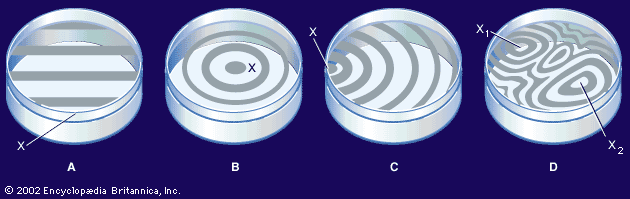 X
X
X
X₁
X₂
A B C D
© 2002 Encyclopædia Britannica, Inc.